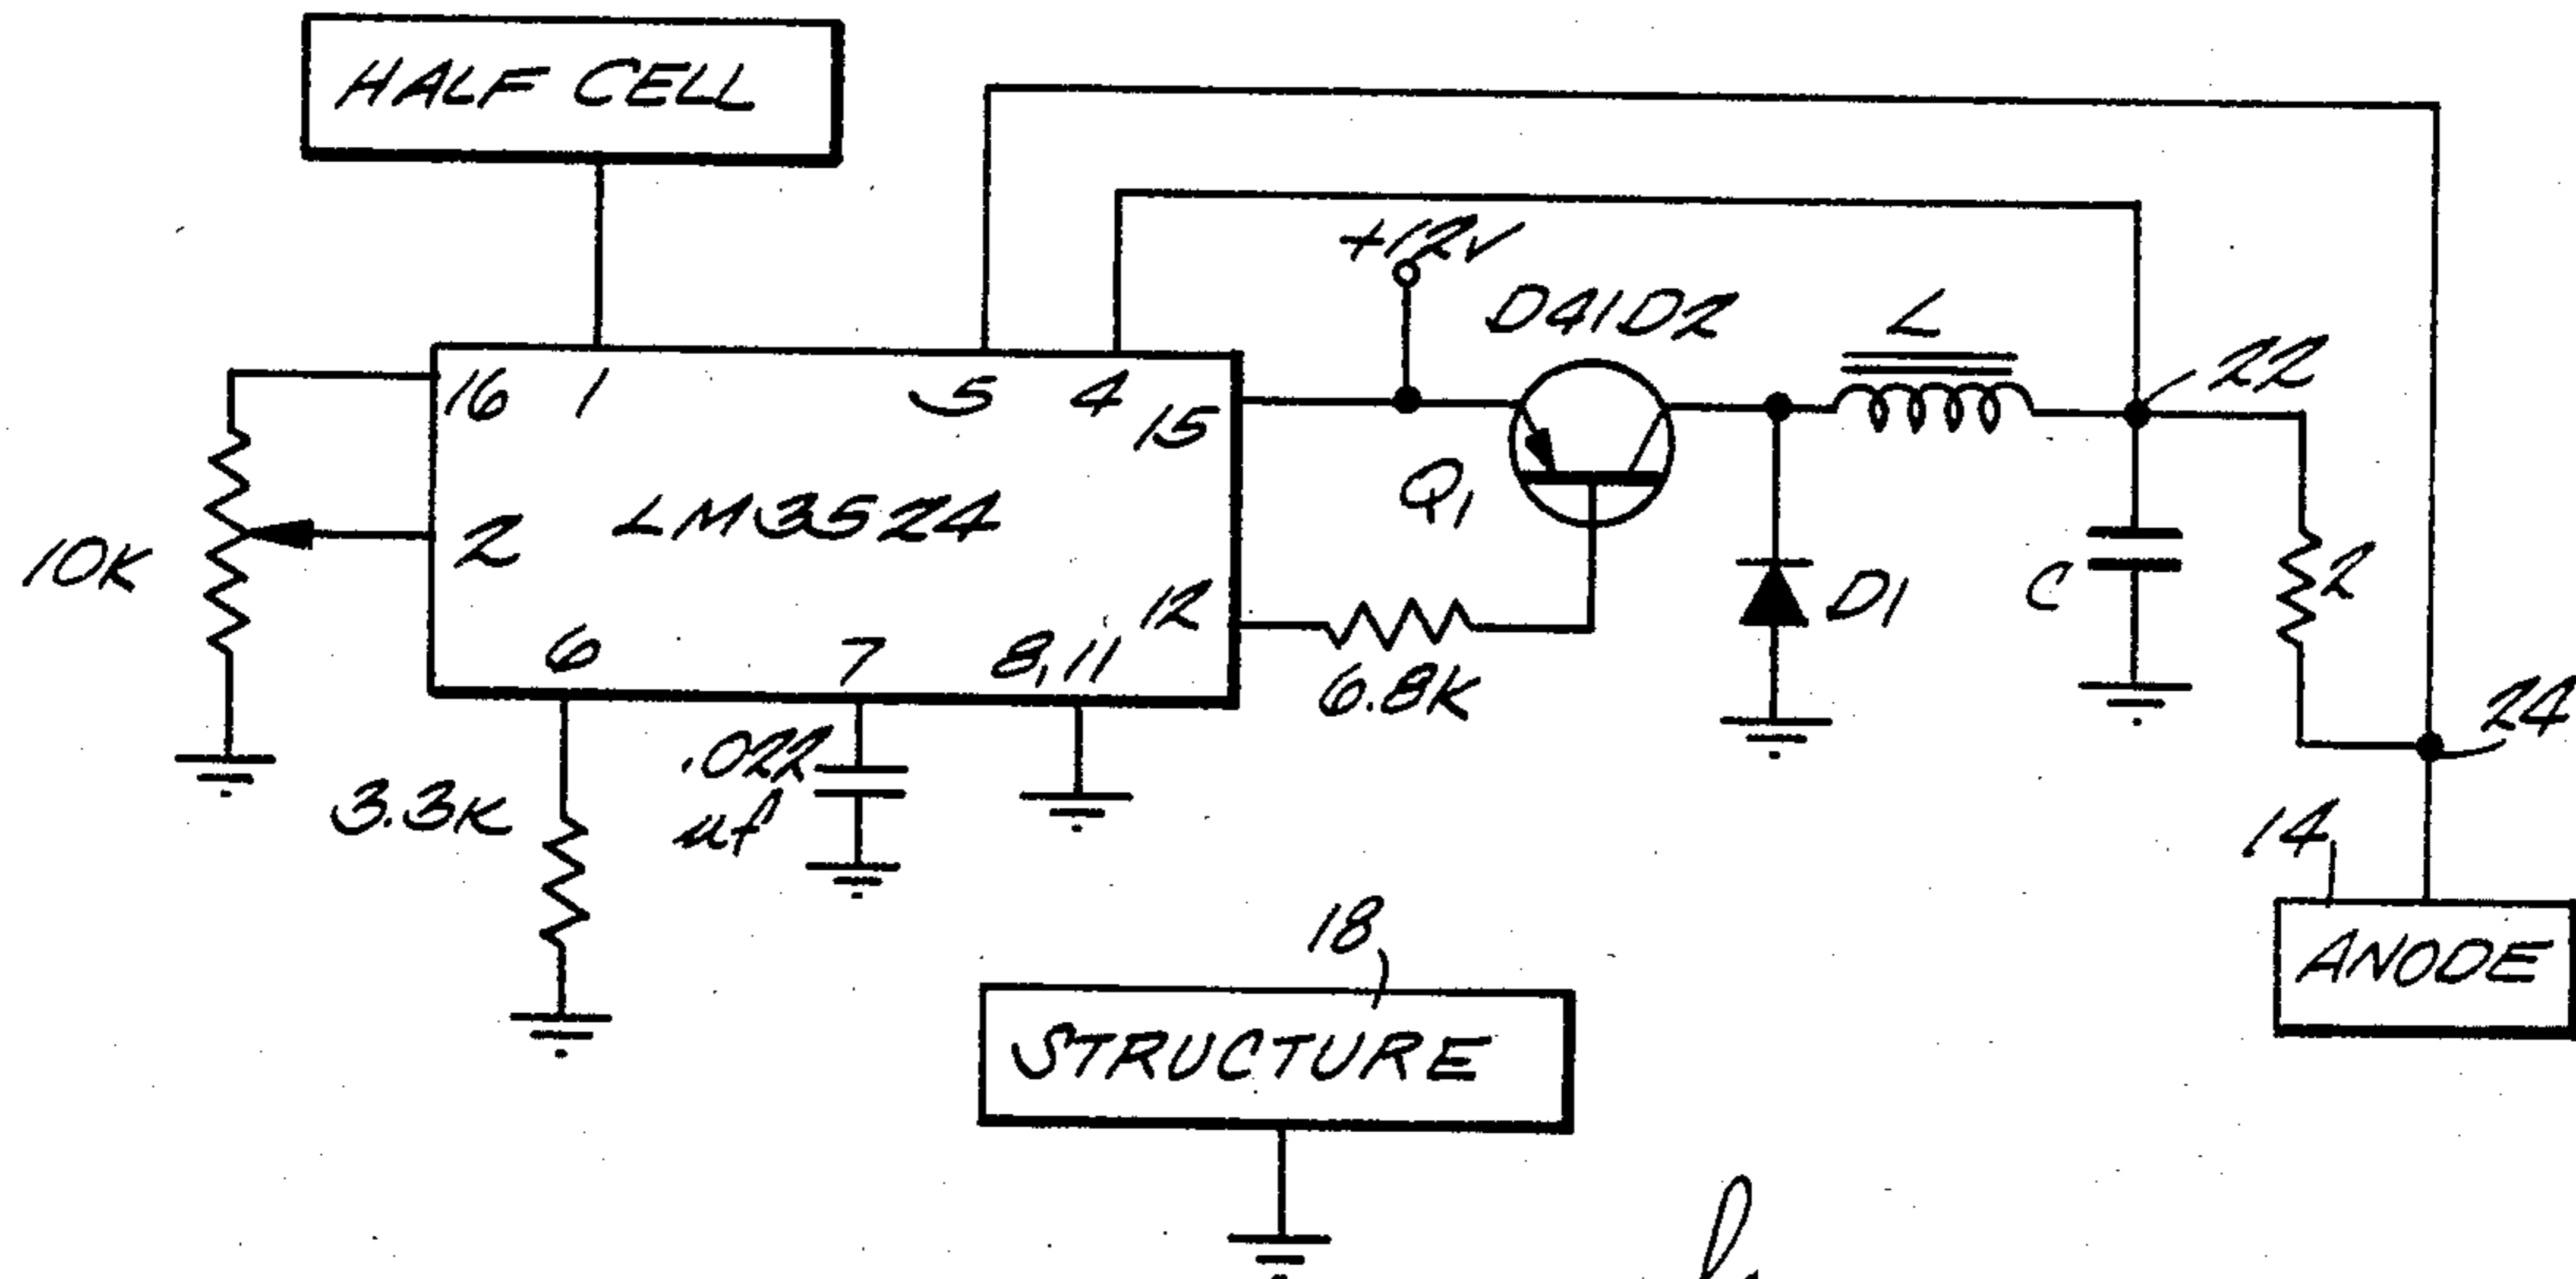 HALF CELL
+12V
D41D2
L
22
16
1
5
4
15
LM3524
Q1
10K
2
12
D1
C
2
6
7
8,11
6.8K
24
3.3K
.022
uf
14
18
ANODE
STRUCTURE